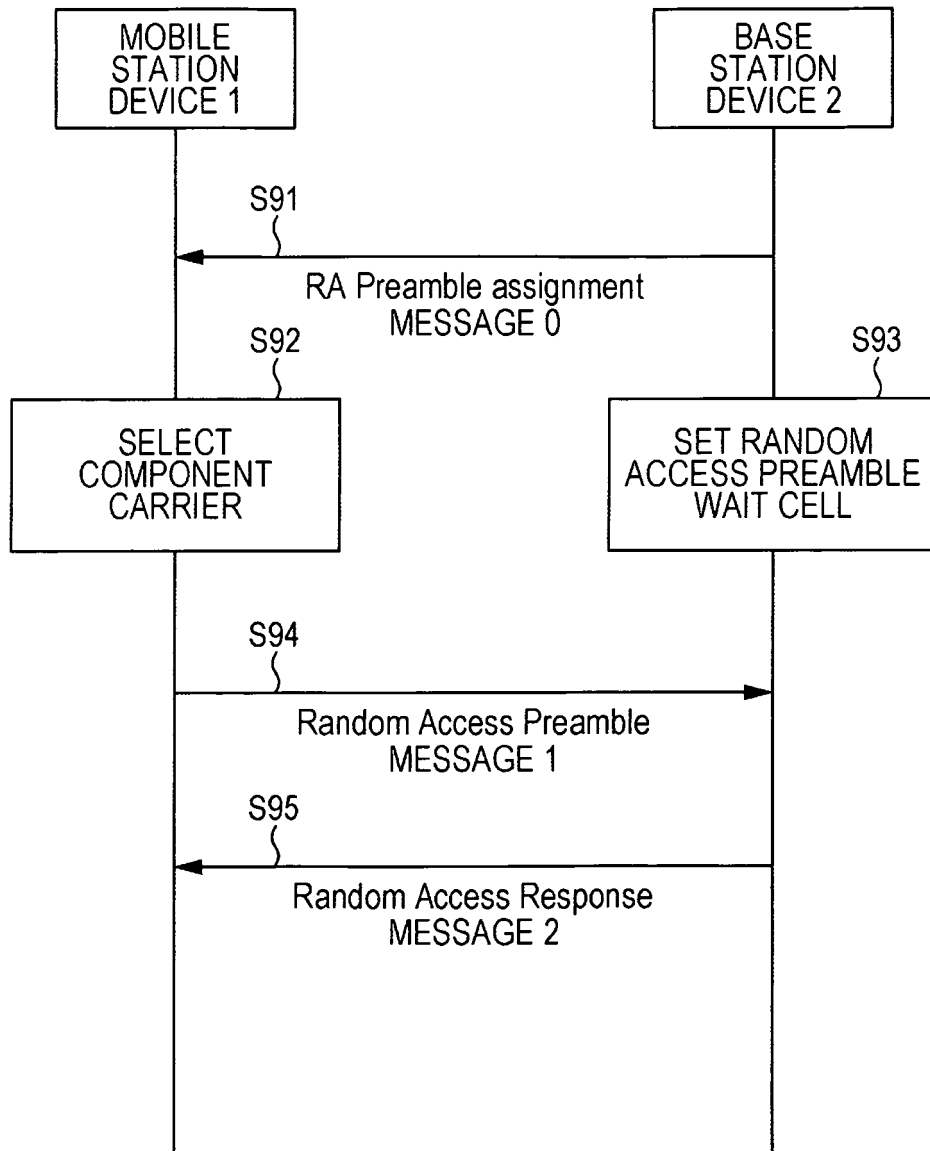 MOBILE
STATION
DEVICE 1
BASE
STATION
DEVICE 2
S91
RA Preamble assignment
MESSAGE 0
S92
S93
SELECT
COMPONENT
CARRIER
SET RANDOM
ACCESS PREAMBLE
WAIT CELL
S94
Random Access Preamble
MESSAGE 1
S95
Random Access Response
MESSAGE 2